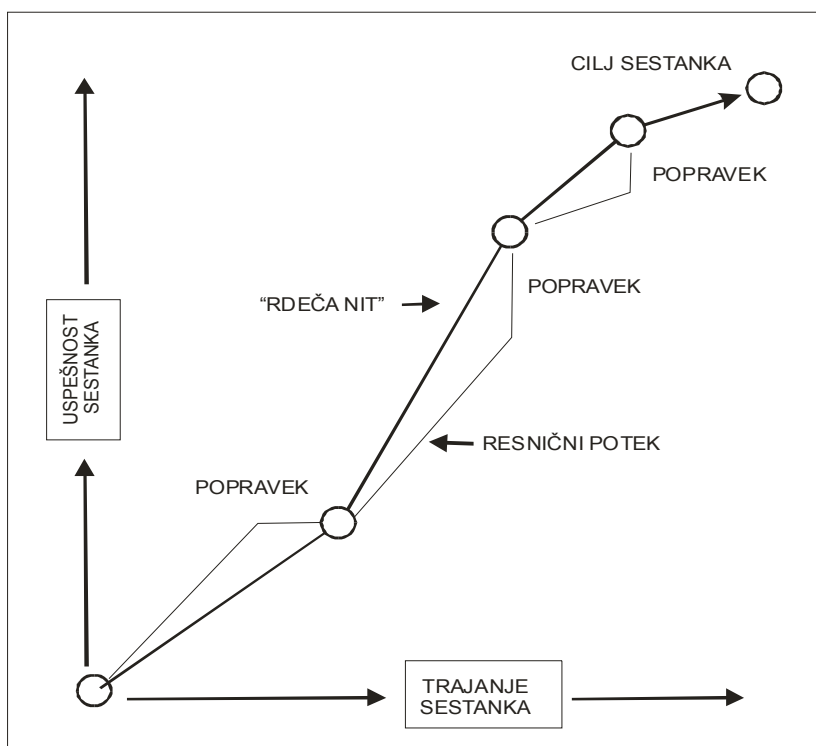 CILJ SESTANKA
POPRAVEK
POPRAVEK
“RDEČA NIT”
RESNIČNI POTEK
POPRAVEK
USPEŠNOST
SESTANKA
TRAJANJE
SESTANKA